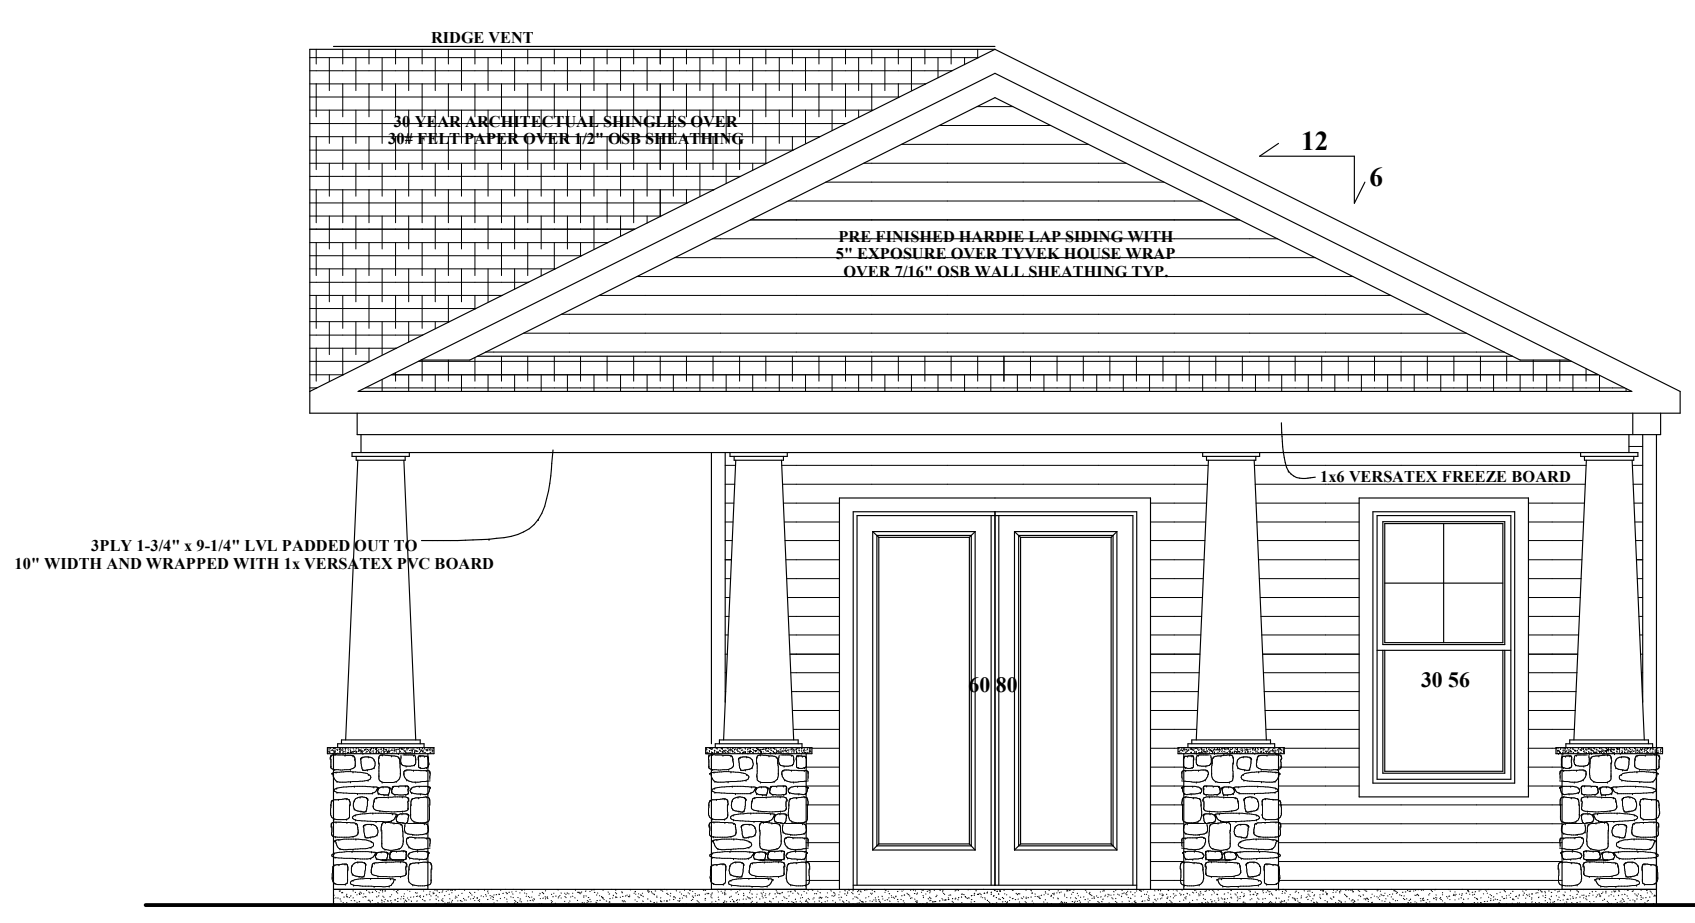 RIDGE VENT
30 YEAR ARCHITECTUAL SHINGLES OVER
30# FELT PAPER OVER 1/2" OSB SHEATHING
12
6
PRE FINISHED HARDIE LAP SIDING WITH
5" EXPOSURE OVER TYVEK HOUSE WRAP
OVER 7/16" OSB WALL SHEATHING TYP.
1x6 VERSATEX FREEZE BOARD
3PLY 1-3/4" x 9-1/4" LVL PADDED OUT TO
10" WIDTH AND WRAPPED WITH 1x VERSATEX PVC BOARD
60 80
30 56